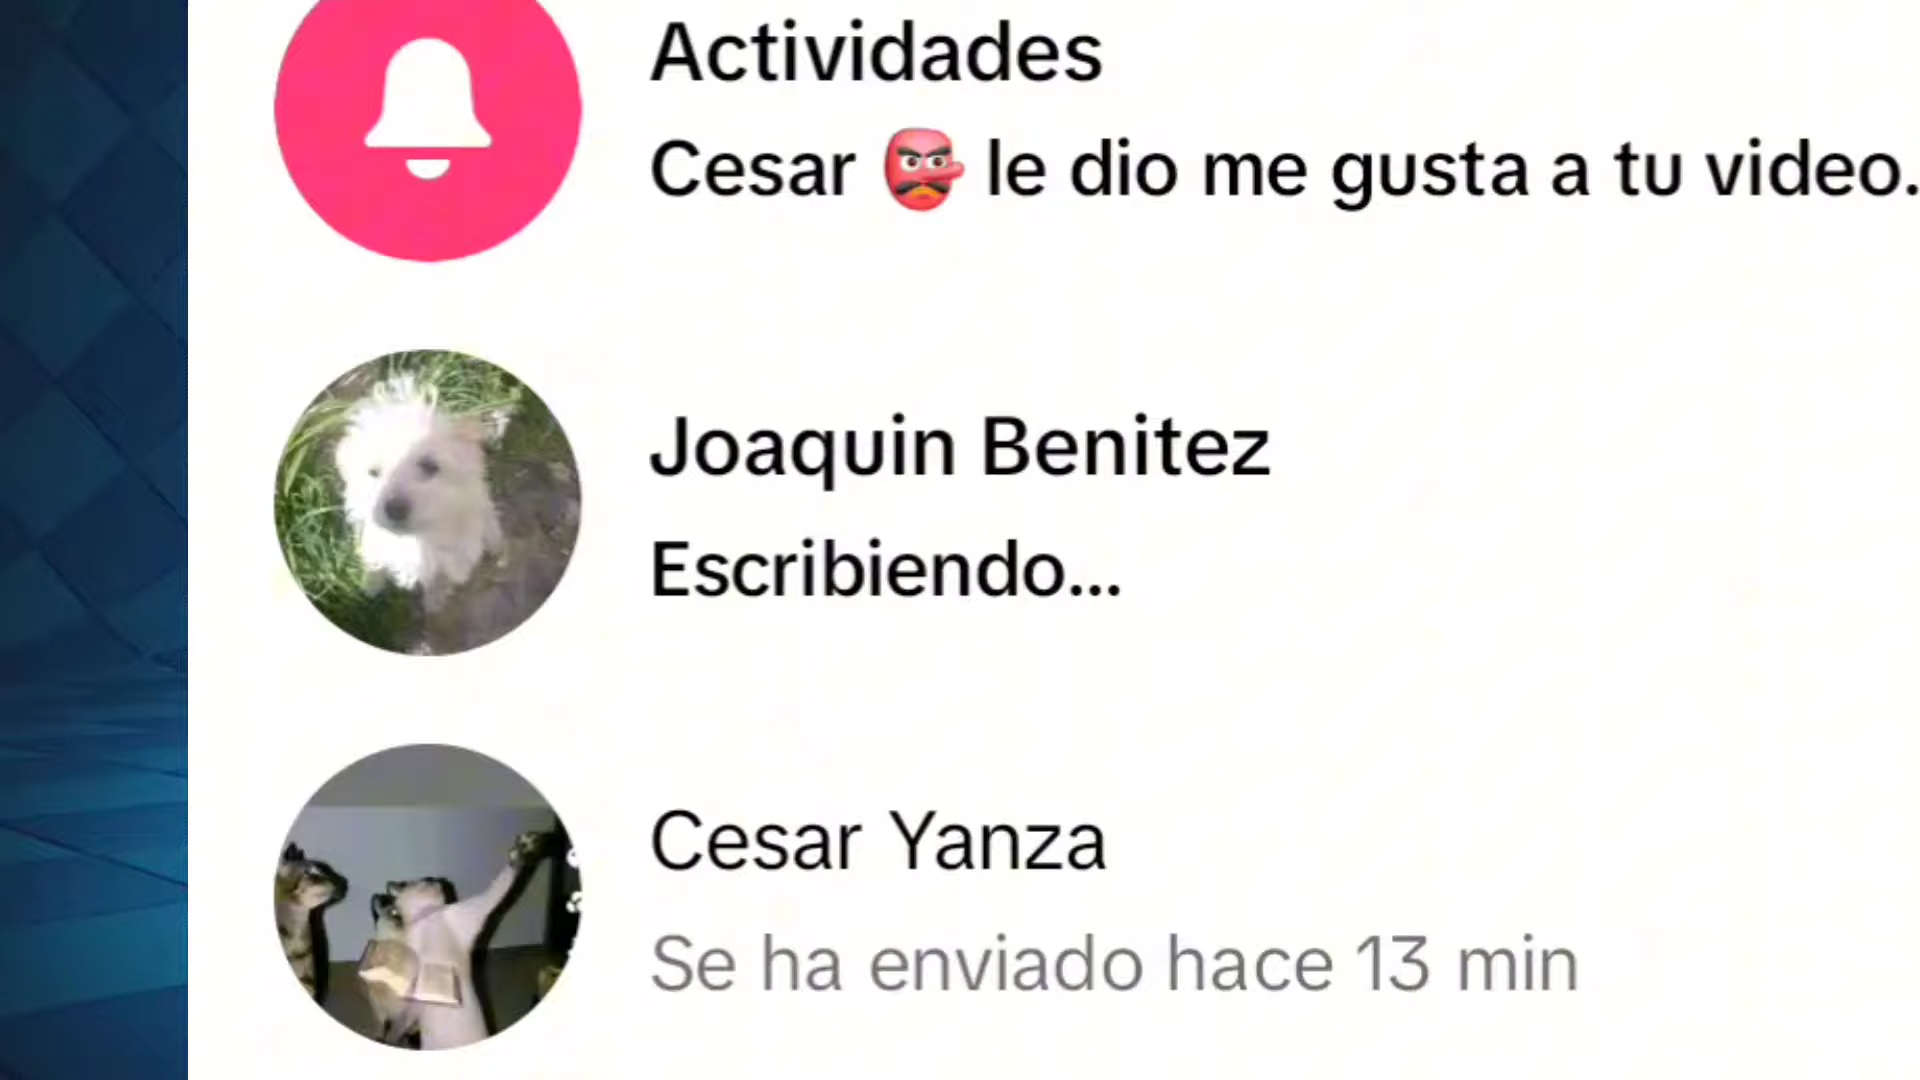 Actividades
Cesar 👺 le dio me gusta a tu video.
Joaquin Benitez
Escribiendo...
Cesar Yanza
Se ha enviado hace 13 min